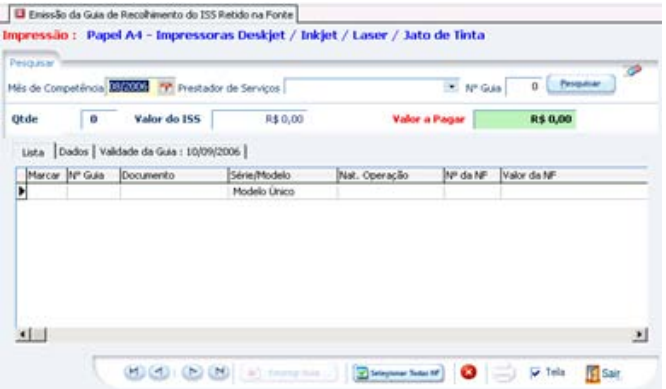 Emissão da Guia de Recolhimento do ISS Retido na Fonte
Impressão : Papel A4 - Impressoras Deskjet / Inkjet / Laser / Jato de Tinta
Pesquisar
Mês de Competência 08/2006 Prestador de Serviços Nº Guia 0 Pesquisar
Qtde 0 Valor do ISS R$ 0,00 Valor a Pagar R$ 0,00
Lista Dados Validade da Guia : 10/09/2006
Marcar Nº Guia Documento Série/Modelo Nat. Operação Nº da NF Valor da NF
Modelo Único
Selecionar Todas NF Tela Sair